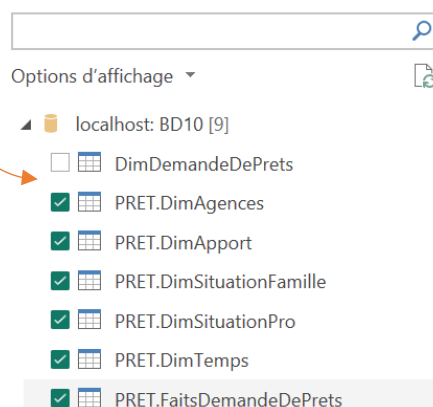 Options d'affichage
localhost: BD10 [9]
DimDemandeDePrets
PRET.DimAgences
PRET.DimApport
PRET.DimSituationFamille
PRET.DimSituationPro
PRET.DimTemps
PRET.FaitsDemandeDePrets